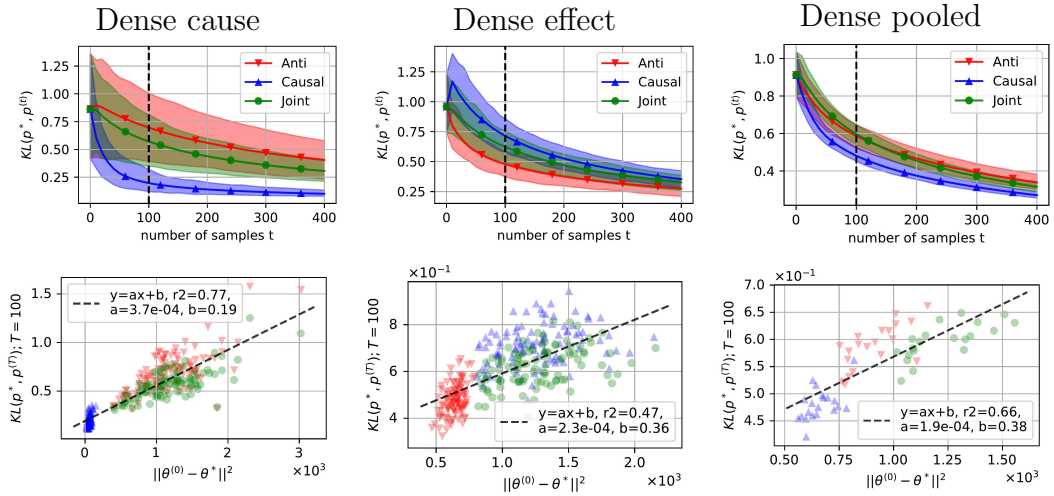 Dense cause
Dense effect
Dense pooled
KL(p*, p^(t))
1.25
1.00
0.75
0.50
0.25
0
100
200
300
400
number of samples t
Anti
Causal
Joint
KL(p*, p^(t))
1.25
1.00
0.75
0.50
0.25
0
100
200
300
400
number of samples t
Anti
Causal
Joint
KL(p*, p^(t))
1.0
0.8
0.6
0.4
0
100
200
300
400
number of samples t
Anti
Causal
Joint
KL(p*, p^(T)); T = 100
1.5
1.0
0.5
0
1
2
3
×10³
||θ^(0) − θ*||²
y=ax+b, r2=0.77,
a=3.7e-04, b=0.19
×10⁻¹
KL(p*, p^(T)); T = 100
8
6
4
0.5
1.0
1.5
2.0
×10³
||θ^(0) − θ*||²
y=ax+b, r2=0.47,
a=2.3e-04, b=0.36
×10⁻¹
KL(p*, p^(T)); T = 100
7.0
6.5
6.0
5.5
5.0
4.5
0.50
0.75
1.00
1.25
1.50
×10³
||θ^(0) − θ*||²
y=ax+b, r2=0.66,
a=1.9e-04, b=0.38